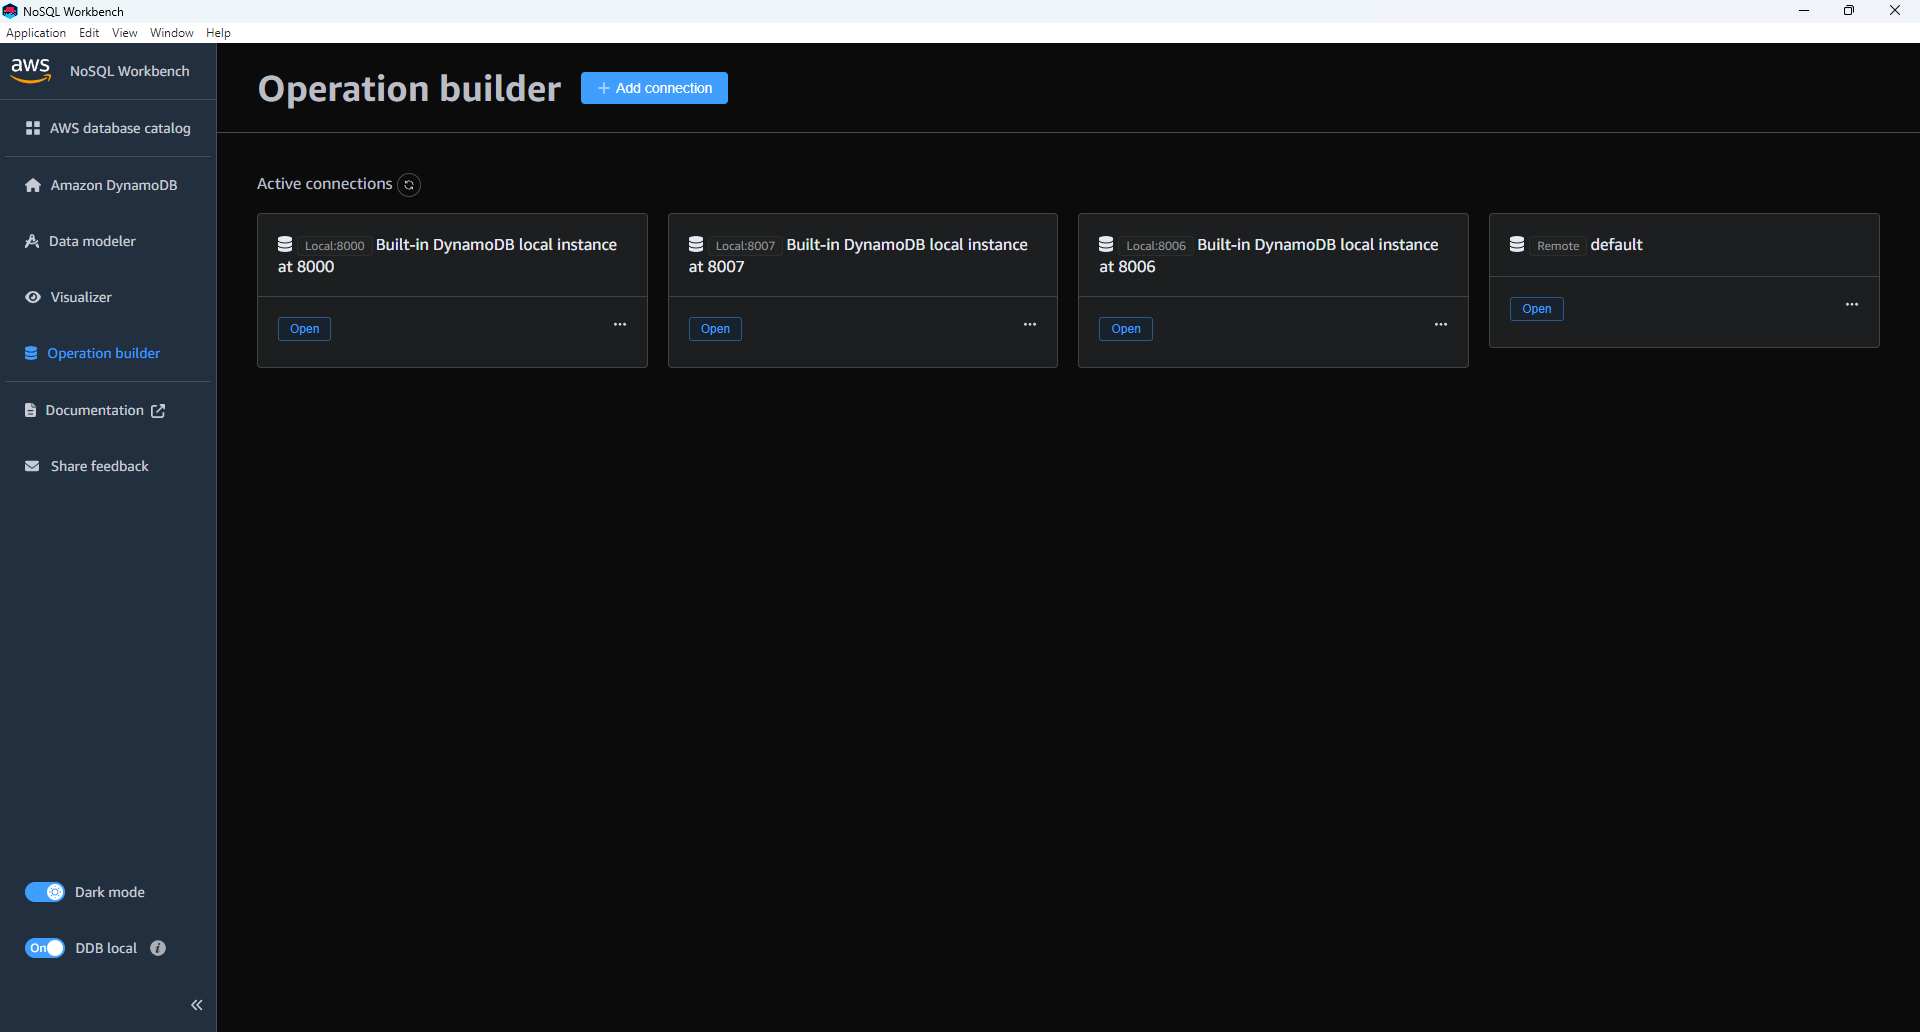 NoSQL Workbench
Application Edit View Window Help
aws NoSQL Workbench
AWS database catalog
Amazon DynamoDB
Data modeler
Visualizer
Operation builder
Documentation
Share feedback
Dark mode
On DDB local i
Operation builder + Add connection
Active connections
Local:8000 Built-in DynamoDB local instance
at 8000
Open ...
Local:8007 Built-in DynamoDB local instance
at 8007
Open ...
Local:8006 Built-in DynamoDB local instance
at 8006
Open ...
Remote default
Open ...